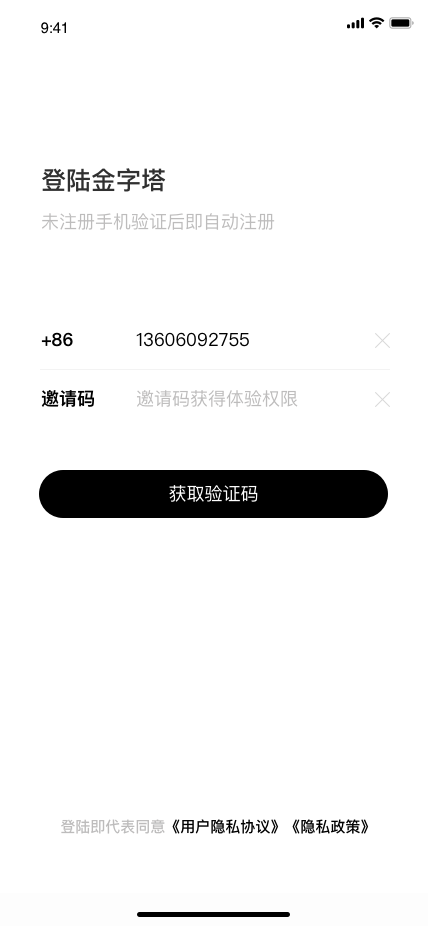 9:41
登陆金字塔
未注册手机验证后即自动注册
+86 13606092755
邀请码 邀请码获得体验权限
获取验证码
登陆即代表同意《用户隐私协议》《隐私政策》